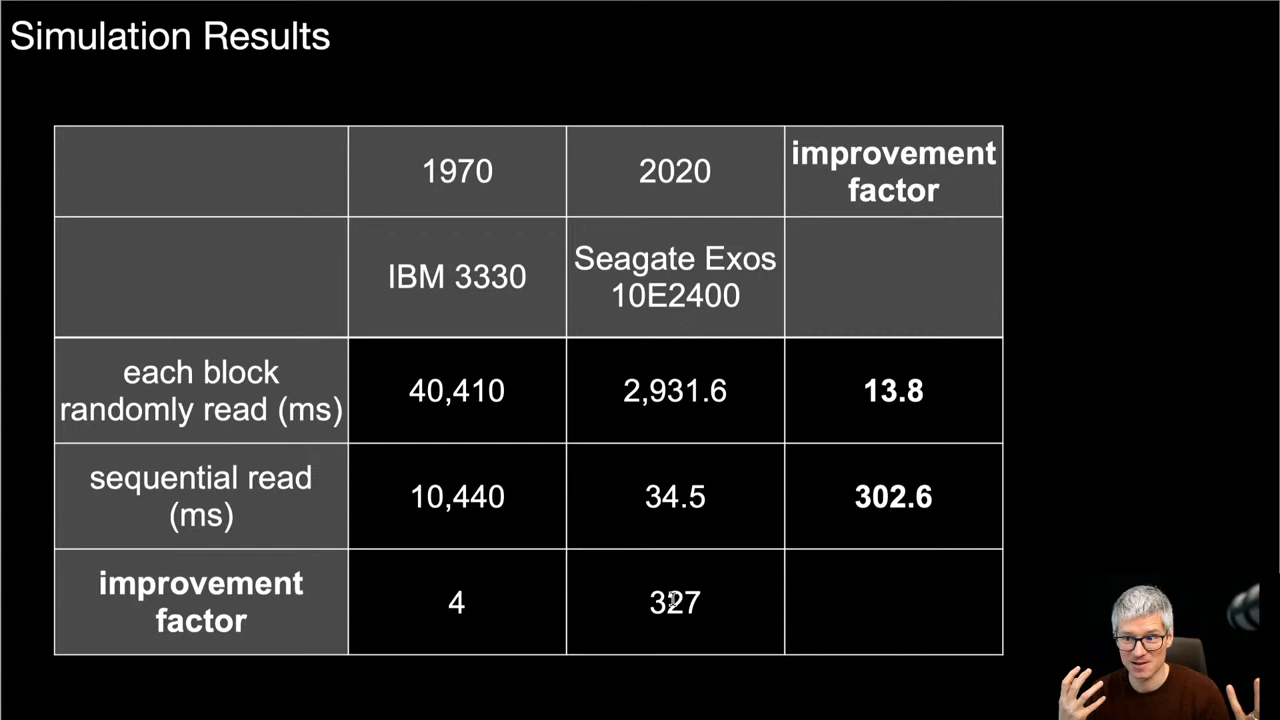 Simulation Results
1970
2020
improvement
factor
IBM 3330
Seagate Exos
10E2400
each block
randomly read (ms)
40,410
2,931.6
13.8
sequential read
(ms)
10,440
34.5
302.6
improvement
factor
4
327